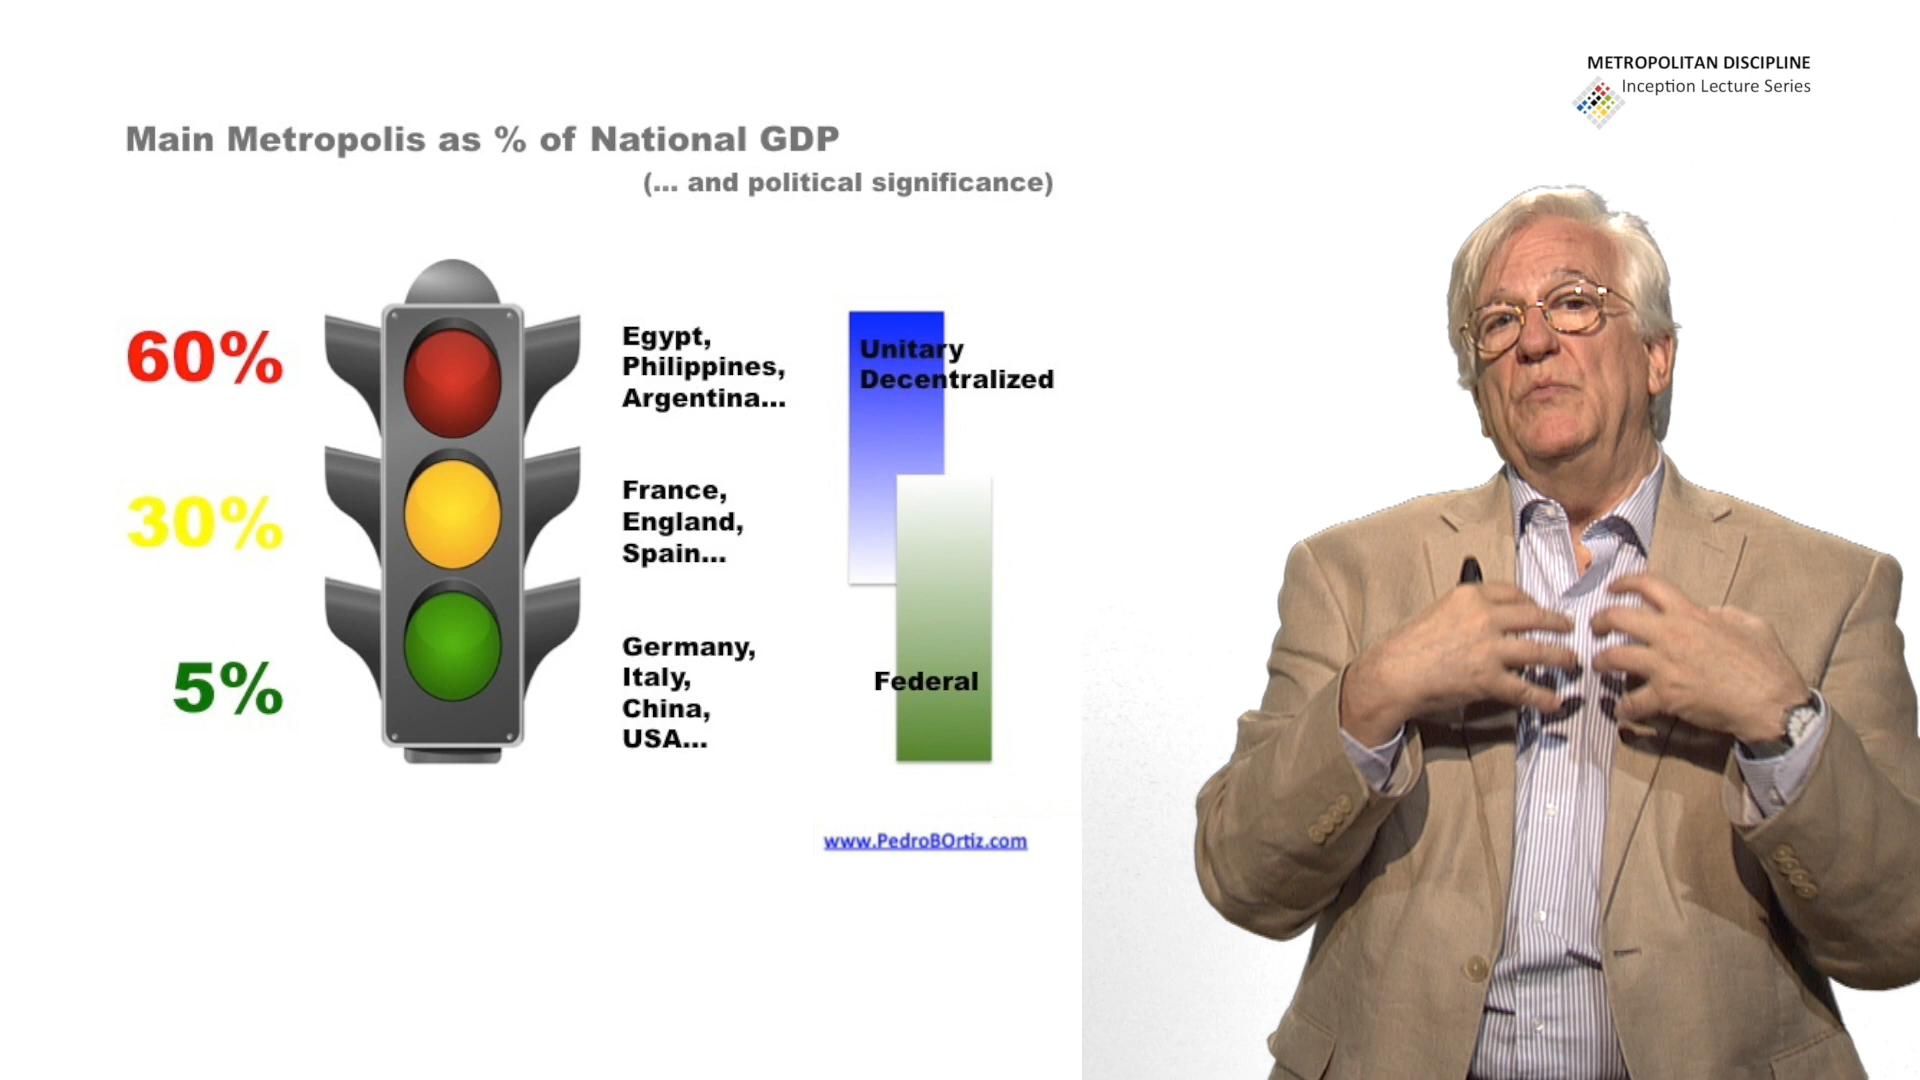 METROPOLITAN DISCIPLINE
Inception Lecture Series
Main Metropolis as % of National GDP
(... and political significance)
60%
Egypt,
Philippines,
Argentina...
Unitary
Decentralized
30%
France,
England,
Spain...
5%
Germany,
Italy,
China,
USA...
Federal
www.PedroBOrtiz.com